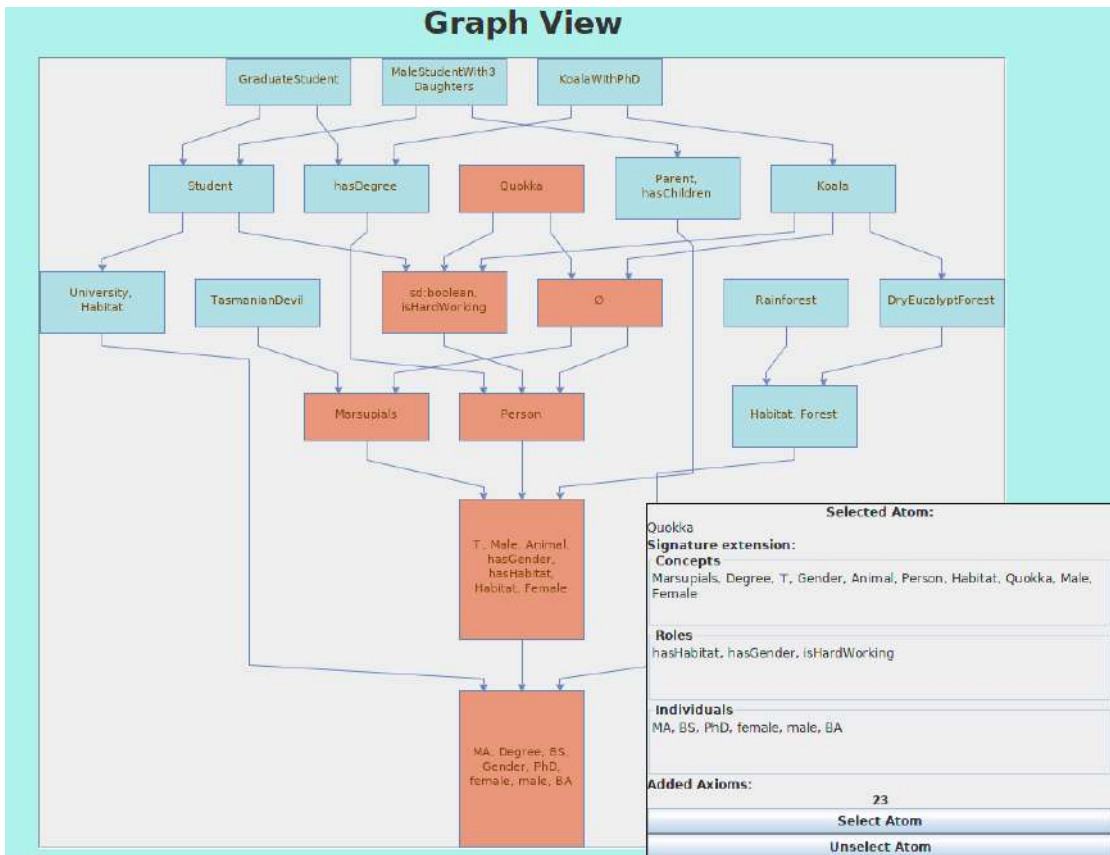 Graph View
GraduateStudent
MaleStudentWith3
Daughters
KoalaWithPhD
Student
hasDegree
Quokka
Parent,
hasChildren
Koala
University,
Habitat
TasmanianDevil
sd:boolean,
isHardWorking
∅
Rainforest
DryEucalyptForest
Marsupials
Person
Habitat, Forest
⊤, Male, Animal,
hasGender,
hasHabitat,
Habitat, Female
MA, Degree, BS,
Gender, PhD,
female, male, BA
Selected Atom:
Quokka
Signature extension:
Concepts
Marsupials, Degree, ⊤, Gender, Animal, Person, Habitat, Quokka, Male,
Female
Roles
hasHabitat, hasGender, isHardWorking
Individuals
MA, BS, PhD, female, male, BA
Added Axioms:
23
Select Atom
Unselect Atom